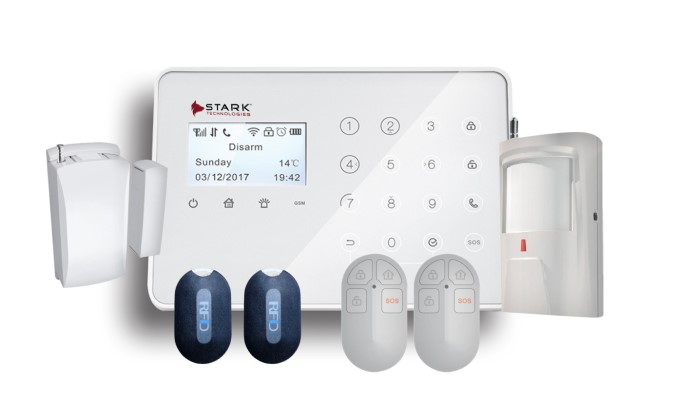 STARK™
TECHNOLOGIES
Disarm
Sunday 14°C
03/12/2017 19:42
1 2 3
4 5 6
7 8 9
0 SOS
GSM
RFID
RFID
SOS
SOS